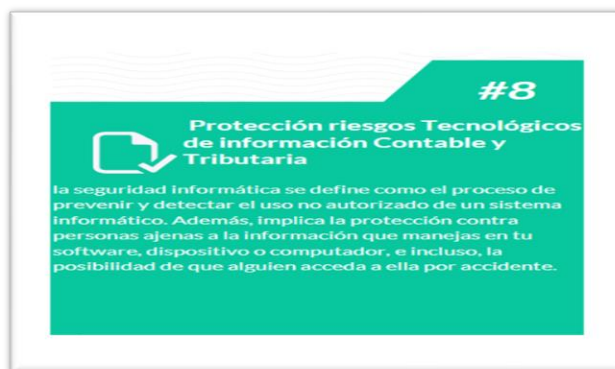 #8
Protección riesgos Tecnológicos
de información Contable y
Tributaria
la seguridad informática se define como el proceso de
prevenir y detectar el uso no autorizado de un sistema
informático. Además, implica la protección contra
personas ajenas a la información que manejas en tu
software, dispositivo o computador, e incluso, la
posibilidad de que alguien acceda a ella por accidente.